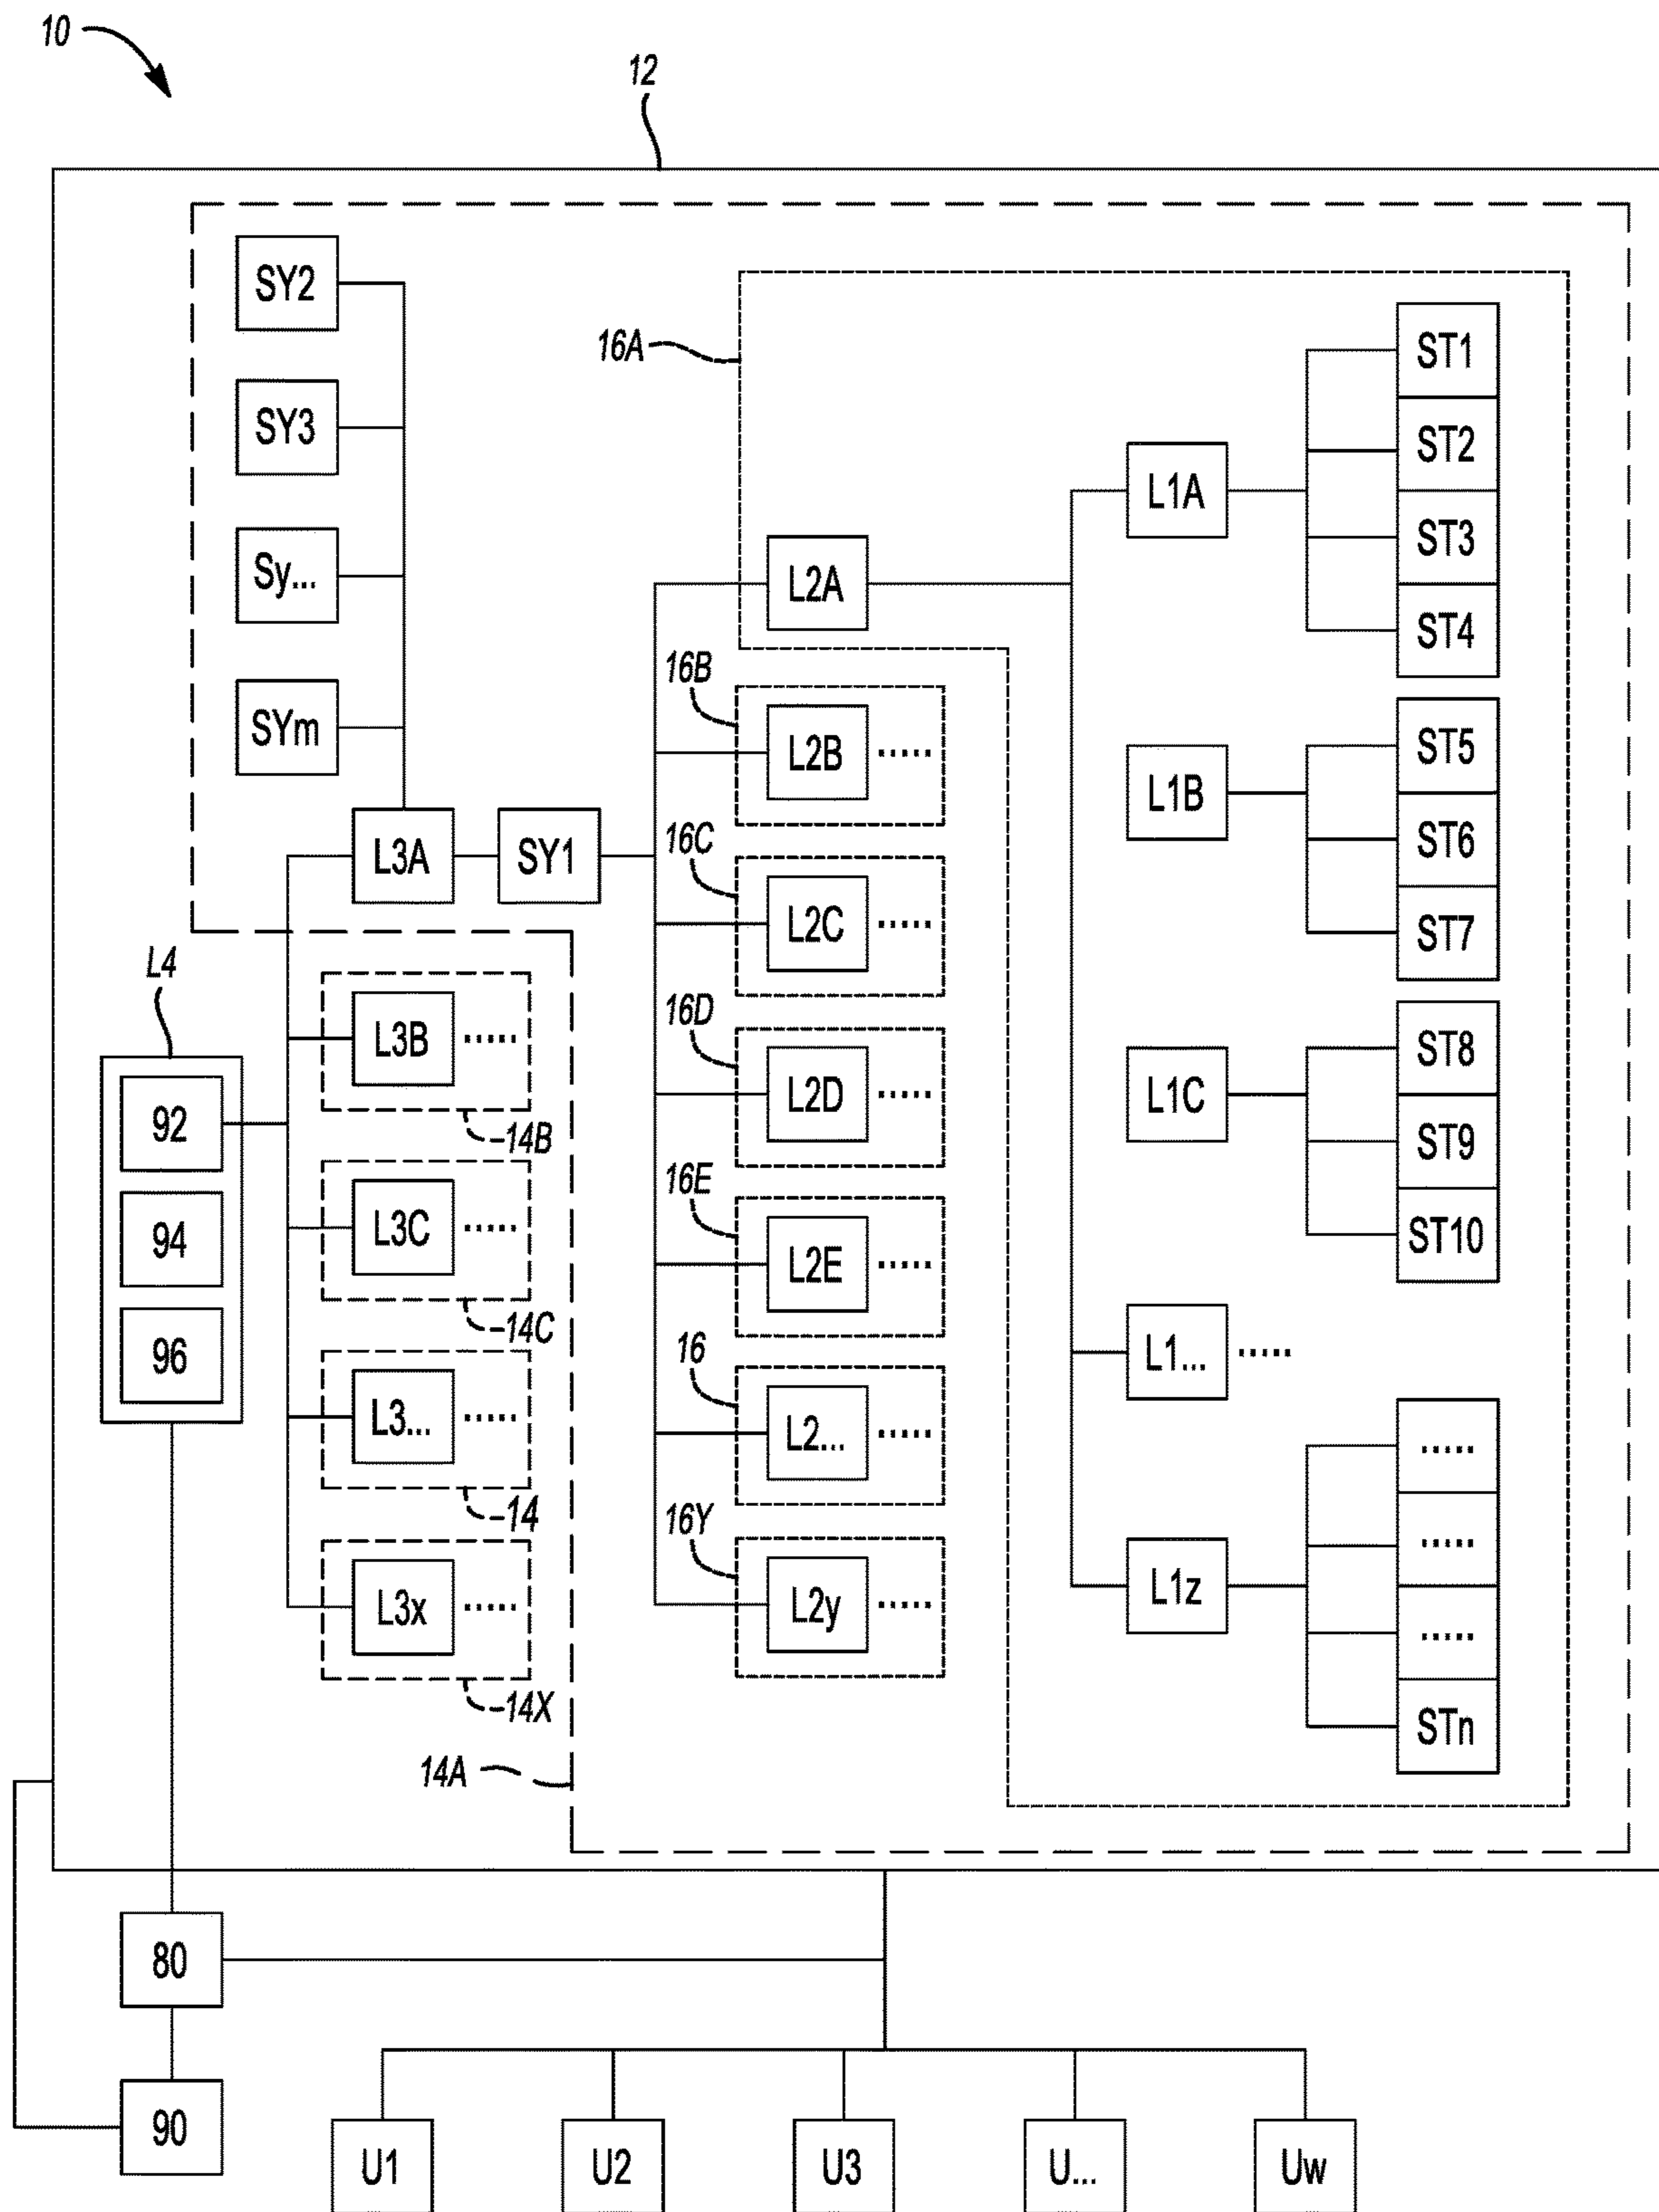 10
12
SY2
16A
ST1
SY3
ST2
L1A
ST3
Sy...
L2A
ST4
16B
SYm
L2B .....
ST5
L1B
ST6
16C
L3A
SY1
L2C .....
ST7
L4
16D
L3B .....
ST8
92
L2D .....
L1C
14B
ST9
94
16E
L3C .....
ST10
L2E .....
14C
96
16
L1... .....
L3... .....
L2... .....
.....
14
16Y
.....
L3x .....
L2y .....
L1z
.....
14X
STn
14A
80
90
U1
U2
U3
U...
Uw